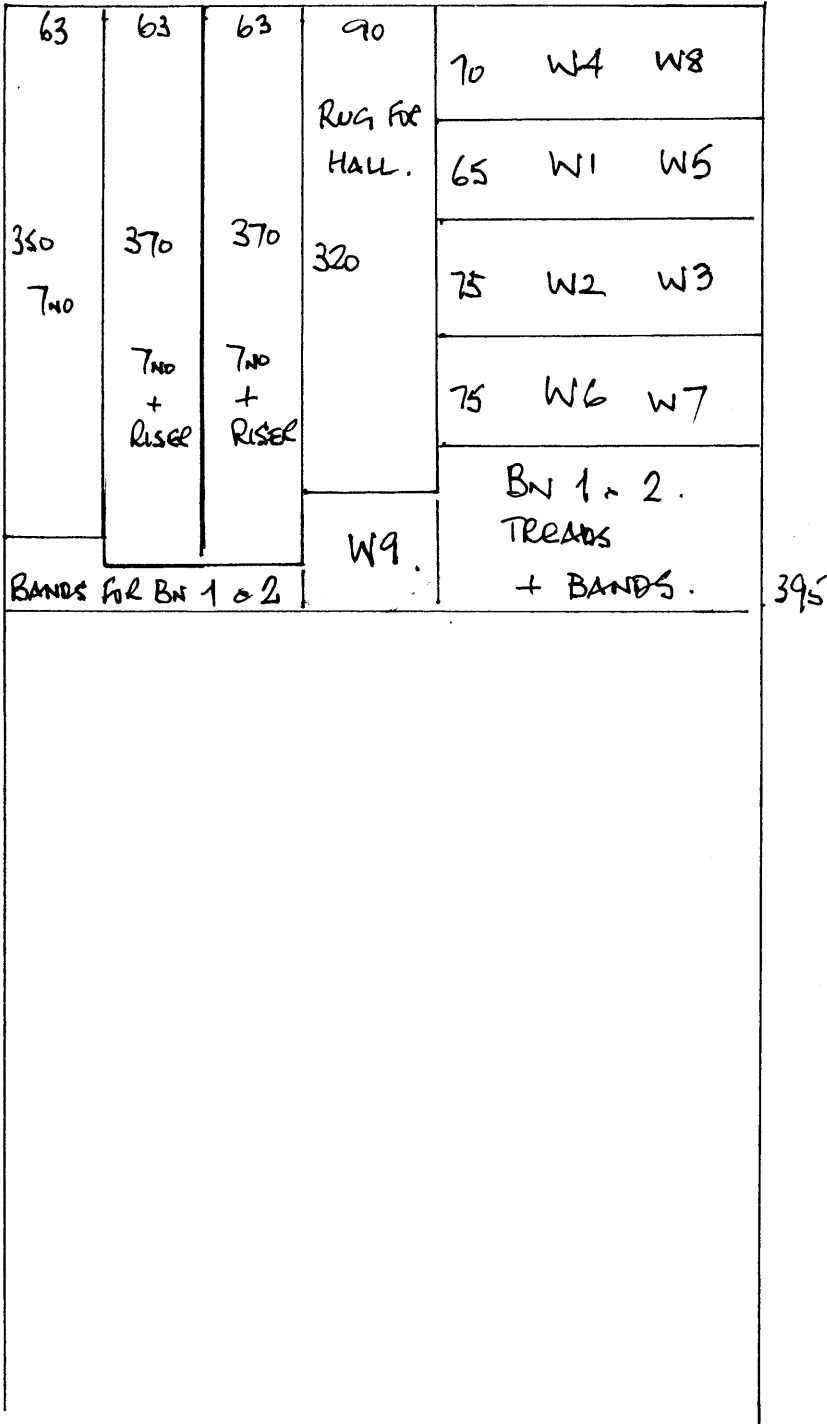 63
350
7NO
63
370
7NO
+
RISER
63
370
7NO
+
RISER
90
RUG FOR
HALL.
320
70 W4 W8
65 W1 W5
75 W2 W3
75 W6 W7
BN 1 & 2.
TREADS
+ BANDS.
W9.
BANDS FOR BN 1 & 2
395